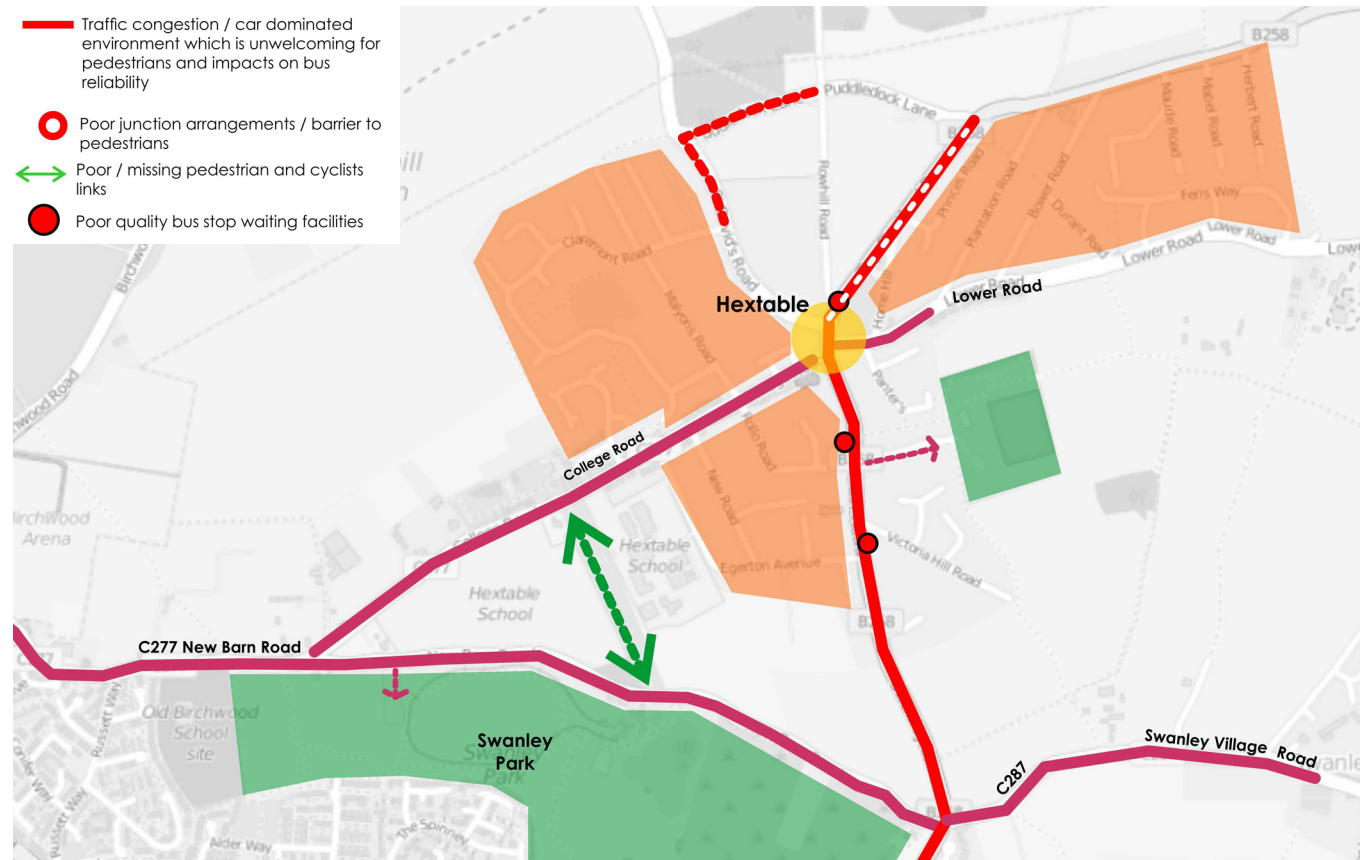 Traffic congestion / car dominated
environment which is unwelcoming for
pedestrians and impacts on bus
reliability
Poor junction arrangements / barrier to
pedestrians
Poor / missing pedestrian and cyclists
links
Poor quality bus stop waiting facilities
B258
Puddledock Lane
Herbert Road
Mabel Road
Maude Road
Rowhill Road
Princes Road
Plantation Road
Bower Road
Durant Road
Fens Way
Claremont Road
Lower Road
Lower Road
Lower Road
Lower Road
Malyons Road
Hextable
Birchwood Road
Panter's
College Road
Rollo Road
New Road
Hextable
School
Victoria Hill Road
Egerton Avenue
Hextable
School
B258
C277 New Barn Road
Russett Way
Old Birchwood
School
site
Swanley
Park
Swanley Village Road
C287
Alder Way
The Spinney